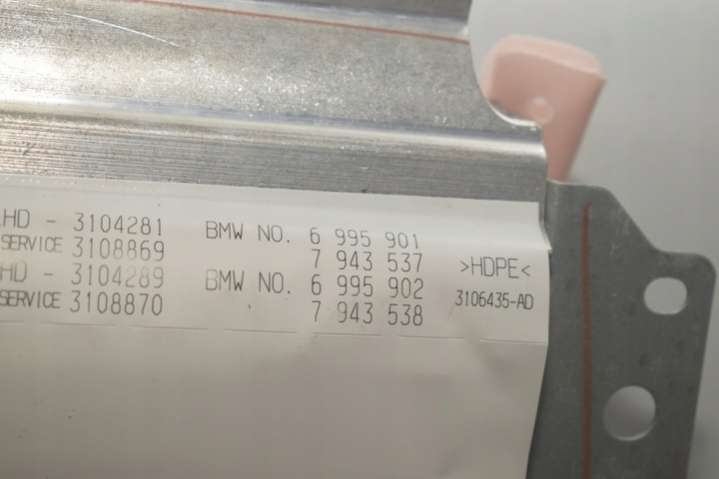 HD - 3104281 BMW NO. 6 995 901
SERVICE 3108869 7 943 537 >HDPE<
HD - 3104289 BMW NO. 6 995 902
SERVICE 3108870 7 943 538 3106435-AD